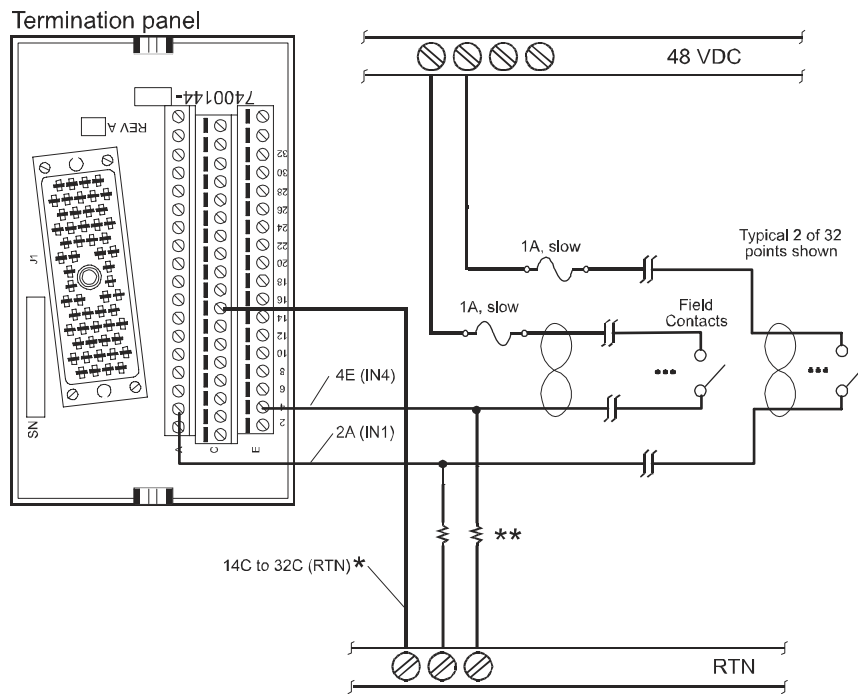 Termination panel
7400144-
REV A
J1
SN
32
30
28
26
24
22
20
18
16
14
12
10
8
6
4
2
A
C
E
48 VDC
1A, slow
Typical 2 of 32
points shown
1A, slow
Field
Contacts
4E (IN4)
2A (IN1)
**
14C to 32C (RTN) *
RTN